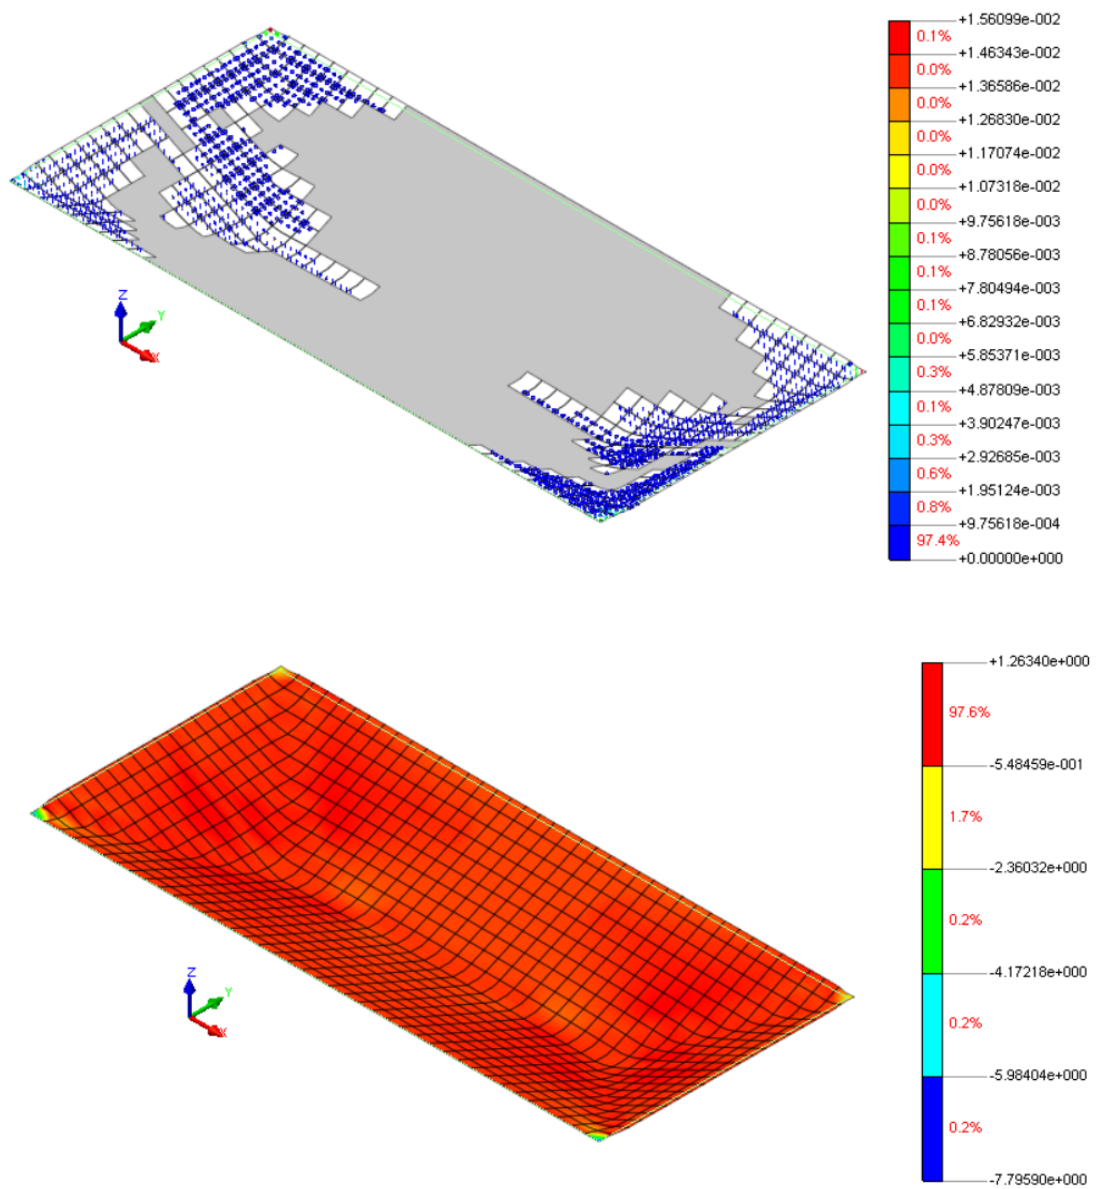 +1.56099e-002
0.1%
+1.46343e-002
0.0%
+1.36586e-002
0.0%
+1.26830e-002
0.0%
+1.17074e-002
0.0%
+1.07318e-002
0.0%
+9.75618e-003
0.1%
+8.78056e-003
0.1%
+7.80494e-003
0.1%
+6.82932e-003
0.0%
+5.85371e-003
0.3%
+4.87809e-003
0.1%
+3.90247e-003
0.3%
+2.92685e-003
0.6%
+1.95124e-003
0.8%
+9.75618e-004
97.4%
+0.00000e+000
Z
Y
X
+1.26340e+000
97.6%
-5.48459e-001
1.7%
-2.36032e+000
0.2%
-4.17218e+000
0.2%
-5.98404e+000
0.2%
-7.79590e+000
Z
Y
X